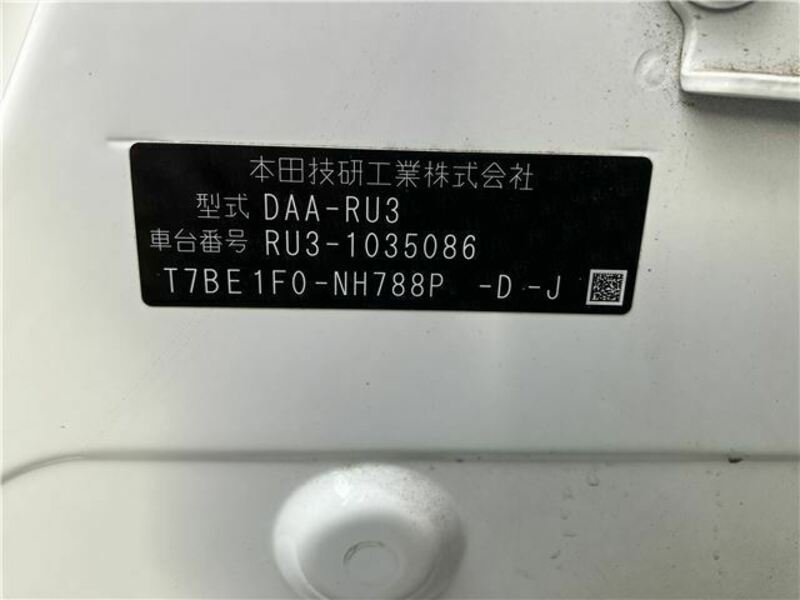 本田技研工業株式会社
型式 DAA-RU3
車台番号 RU3-1035086
T7BE1F0-NH788P -D-J